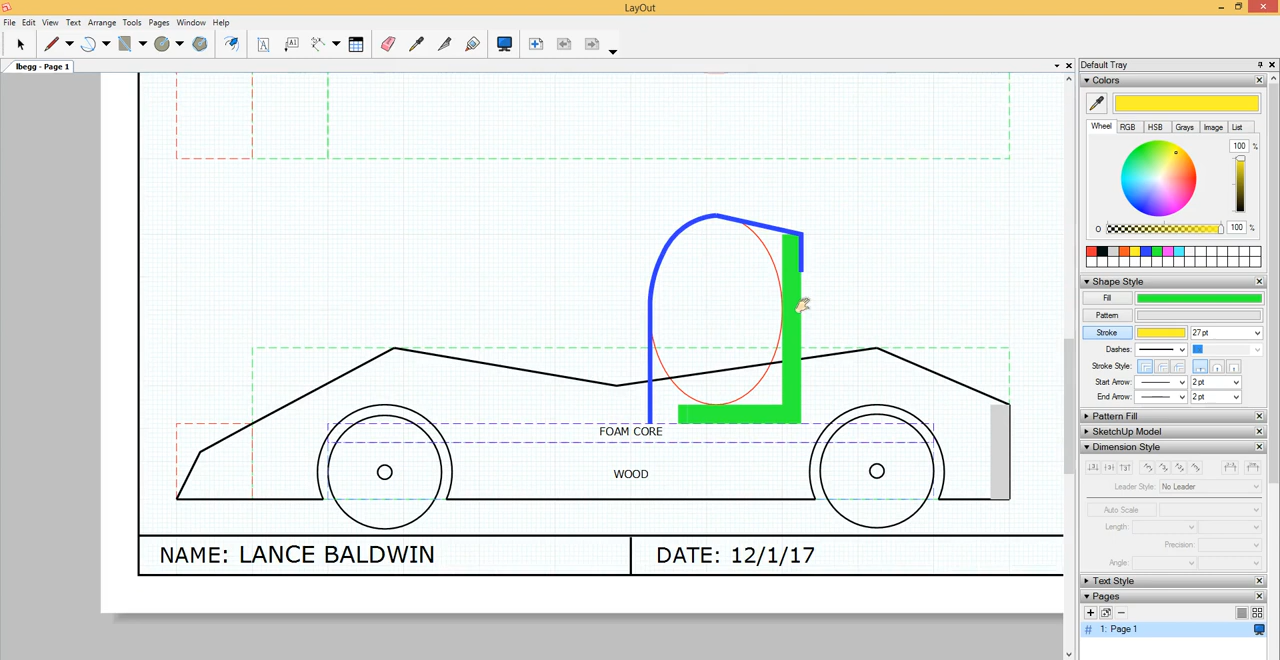 LayOut
File Edit View Text Arrange Tools Pages Window Help
lbegg - Page 1
Default Tray
Colors
Wheel RGB HSB Grays Image List
100 %
O 100 %
Shape Style
Fill
Pattern
Stroke 27 pt
Dashes:
Stroke Style:
Start Arrow: 2 pt
End Arrow: 2 pt
Pattern Fill
SketchUp Model
Dimension Style
Leader Style: No Leader
Auto Scale
Length:
Precision:
Angle:
Text Style
Pages
# 1: Page 1
FOAM CORE
WOOD
NAME: LANCE BALDWIN
DATE: 12/1/17